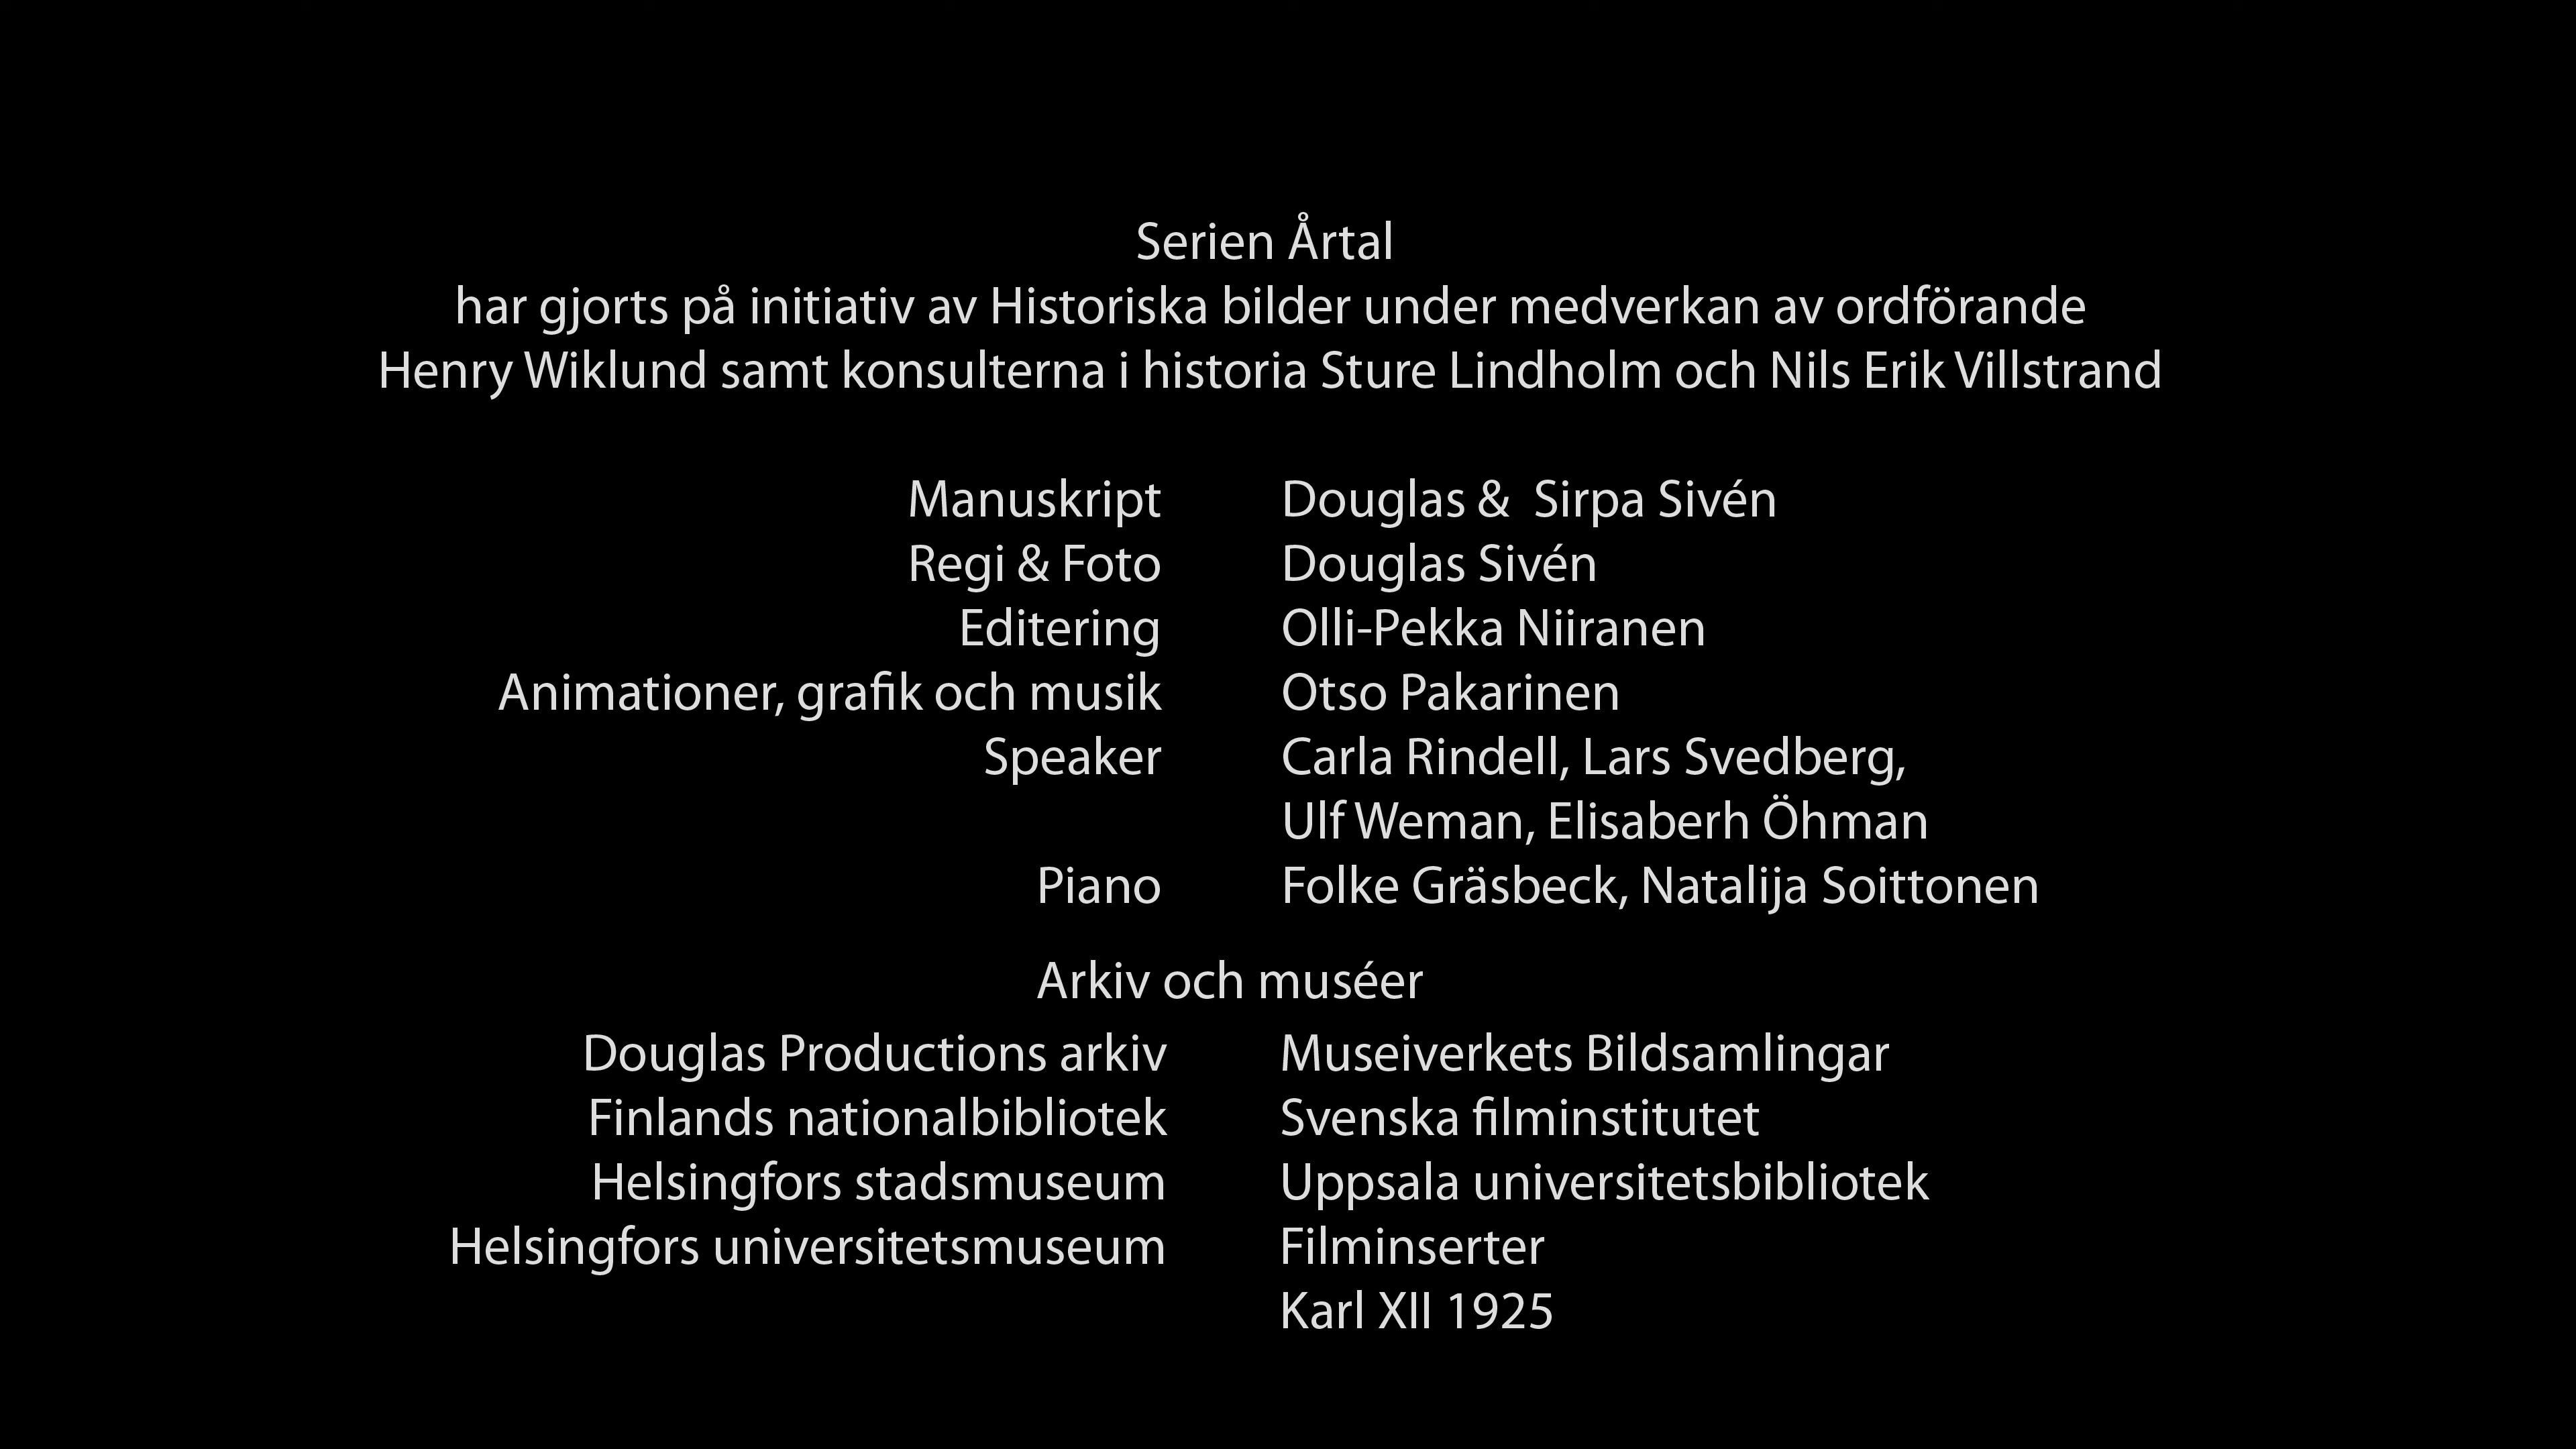 Serien Årtal
har gjorts på initiativ av Historiska bilder under medverkan av ordförande
Henry Wiklund samt konsulterna i historia Sture Lindholm och Nils Erik Villstrand
Manuskript Douglas & Sirpa Sivén
Regi & Foto Douglas Sivén
Editering Olli-Pekka Niiranen
Animationer, grafik och musik Otso Pakarinen
Speaker Carla Rindell, Lars Svedberg,
Ulf Weman, Elisaberh Öhman
Piano Folke Gräsbeck, Natalija Soittonen
Arkiv och muséer
Douglas Productions arkiv Museiverkets Bildsamlingar
Finlands nationalbibliotek Svenska filminstitutet
Helsingfors stadsmuseum Uppsala universitetsbibliotek
Helsingfors universitetsmuseum Filminserter
Karl XII 1925